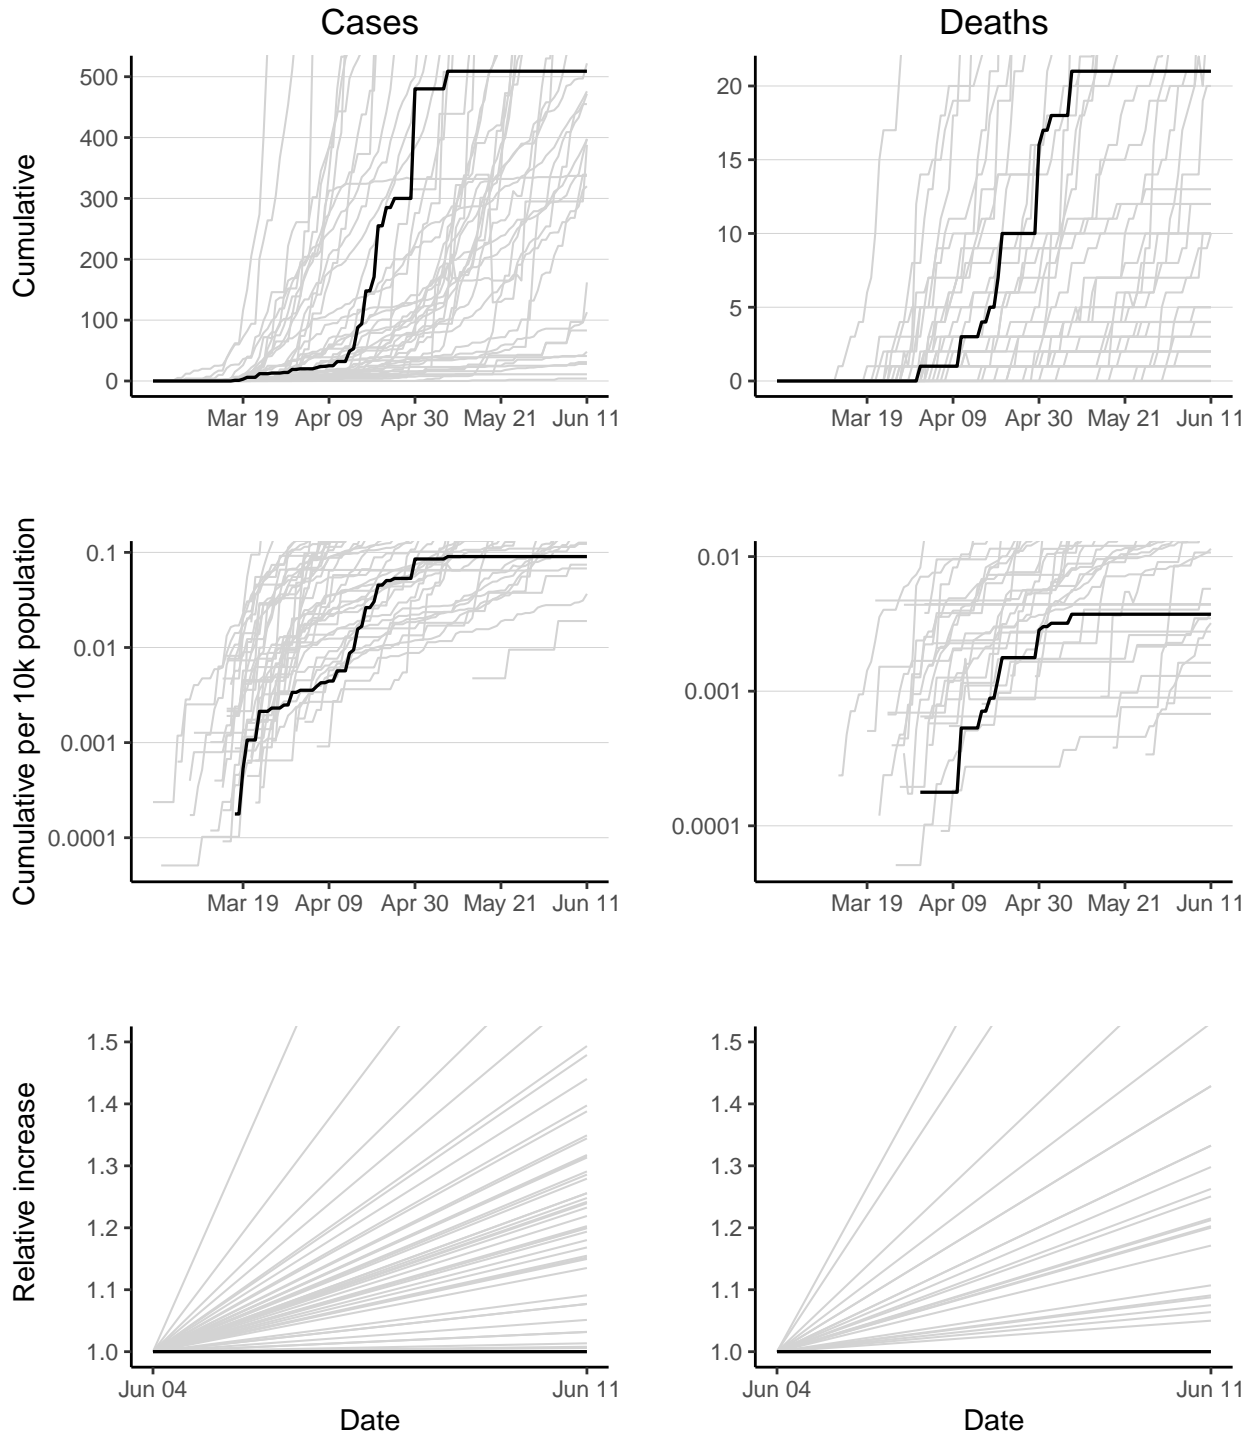 Cases
Deaths
Cumulative
500
400
300
200
100
0
Mar 19 Apr 09 Apr 30 May 21 Jun 11
20
15
10
5
0
Mar 19 Apr 09 Apr 30 May 21 Jun 11
Cumulative per 10k population
0.1
0.01
0.001
0.0001
Mar 19 Apr 09 Apr 30 May 21 Jun 11
0.01
0.001
0.0001
Mar 19 Apr 09 Apr 30 May 21 Jun 11
Relative increase
1.5
1.4
1.3
1.2
1.1
1.0
Jun 04 Jun 11
Date
1.5
1.4
1.3
1.2
1.1
1.0
Jun 04 Jun 11
Date